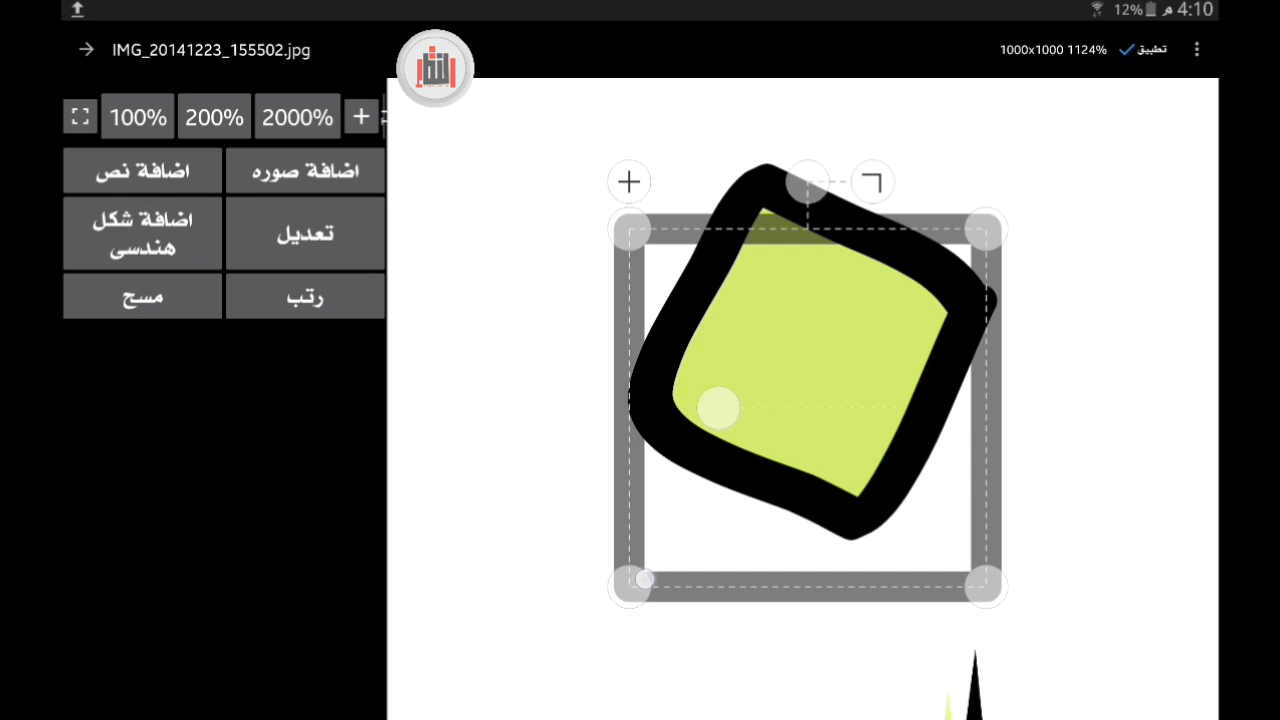 12% م 4:10
IMG_20141223_155502.jpg
1000x1000 1124% تطبيق
100% 200% 2000% +
اضافة نص
اضافة صوره
اضافة شكل
هندسى
تعديل
مسح
رتب